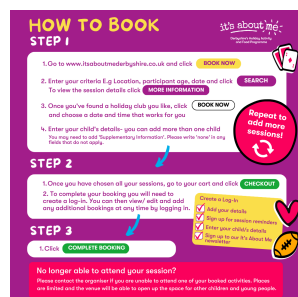 HOW TO BOOK
it's about me
Derbyshire's Holiday Activity
and Food Programme
STEP 1
1. Go to www.itsaboutmederbyshire.co.uk and click BOOK NOW
2. Enter your criteria E.g Location, participant age, date and click SEARCH
To view the session details click MORE INFORMATION
3. Once you've found a holiday club you like, click BOOK NOW
and choose a date and time that works for you
4. Enter your child's details- you can add more than one child
You may need to add 'Supplementary Information'. Please write 'none' in any
fields that do not apply.
Repeat to
add more
sessions!
STEP 2
1. Once you have chosen all your sessions, go to your cart and click CHECKOUT
2. To complete your booking you will need to
create a log-in. You can then view/ edit and add
any additional bookings at any time by logging in.
Create a Log-In
Add your details
Sign up for session reminders
Enter your child's details
Sign up to our It's About Me
newsletter
STEP 3
1. Click COMPLETE BOOKING
No longer able to attend your session?
Please contact the organiser if you are unable to attend one of your booked activities. Places
are limited and the venue will be able to open up the space for other children and young people.